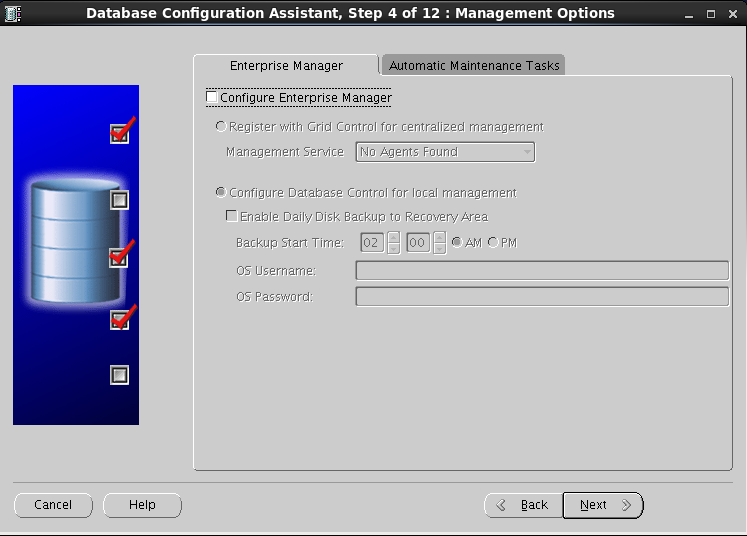 Database Configuration Assistant, Step 4 of 12 : Management Options
Enterprise Manager
Automatic Maintenance Tasks
Configure Enterprise Manager
Register with Grid Control for centralized management
Management Service
No Agents Found
Configure Database Control for local management
Enable Daily Disk Backup to Recovery Area
Backup Start Time: 02 00 AM PM
OS Username:
OS Password:
Cancel
Help
Back
Next